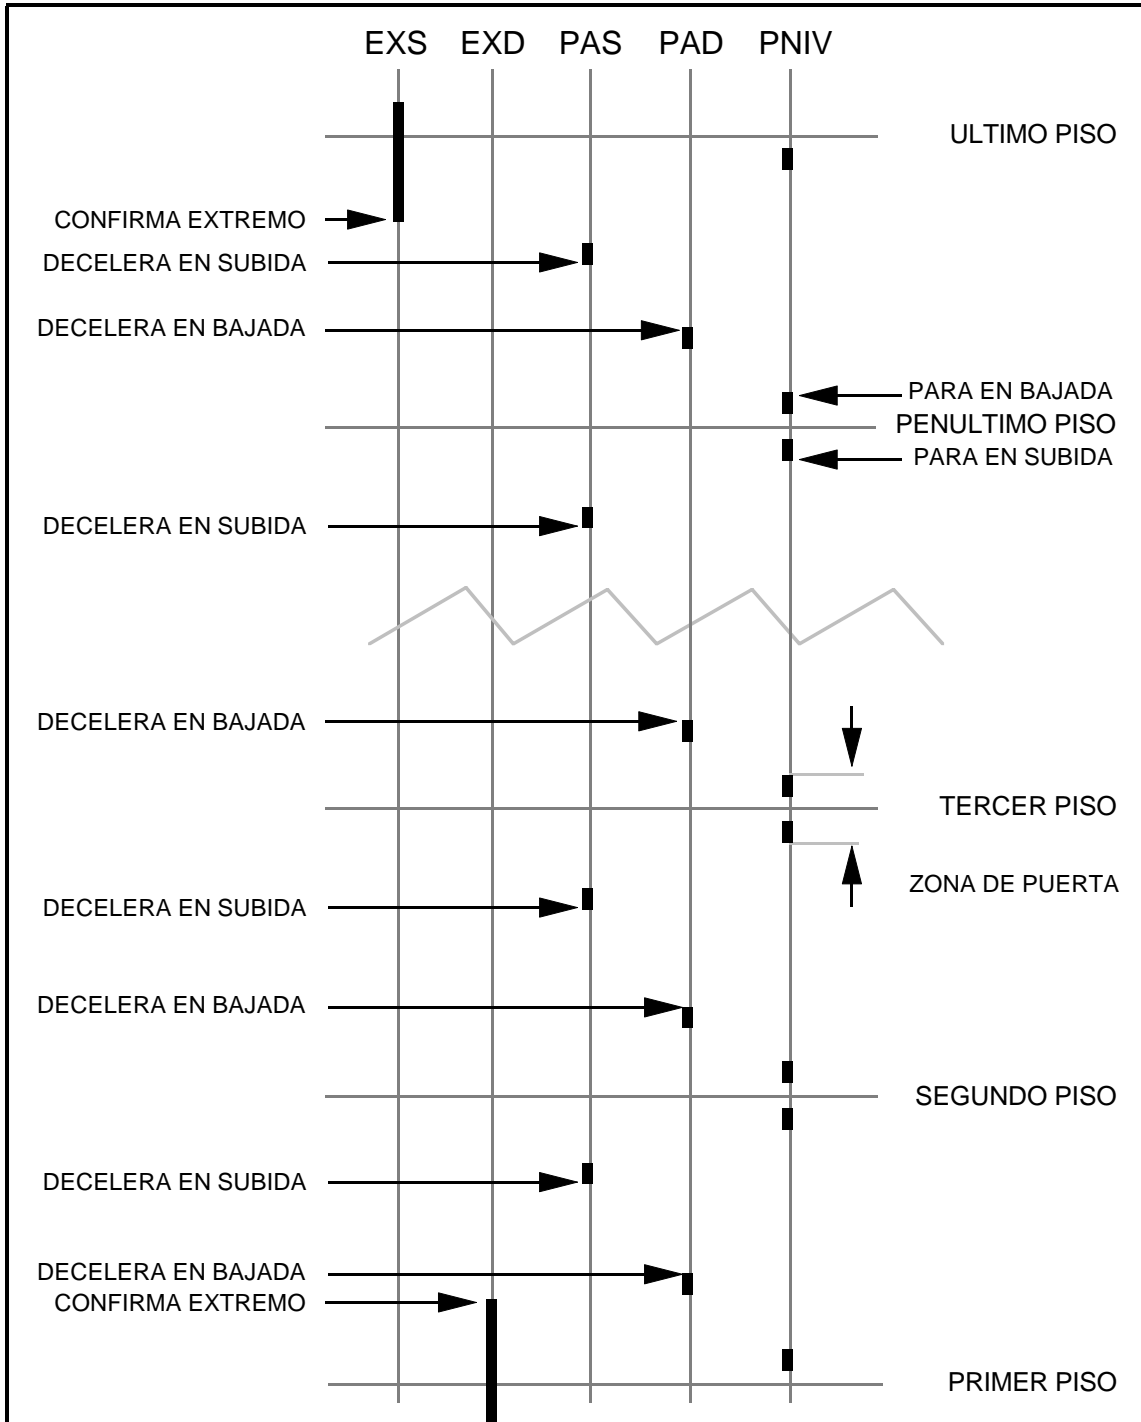 EXS EXD PAS PAD PNIV
ULTIMO PISO
CONFIRMA EXTREMO
DECELERA EN SUBIDA
DECELERA EN BAJADA
PARA EN BAJADA
PENULTIMO PISO
PARA EN SUBIDA
DECELERA EN SUBIDA
DECELERA EN BAJADA
TERCER PISO
ZONA DE PUERTA
DECELERA EN SUBIDA
DECELERA EN BAJADA
SEGUNDO PISO
DECELERA EN SUBIDA
DECELERA EN BAJADA
CONFIRMA EXTREMO
PRIMER PISO